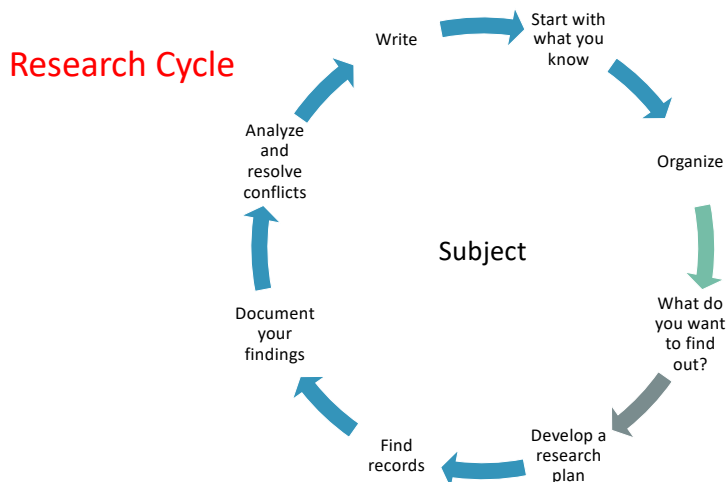 Research Cycle
Start with
what you
know
Organize
What do
you want
to find
out?
Develop a
research
plan
Find
records
Document
your
findings
Analyze
and
resolve
conflicts
Write
Subject